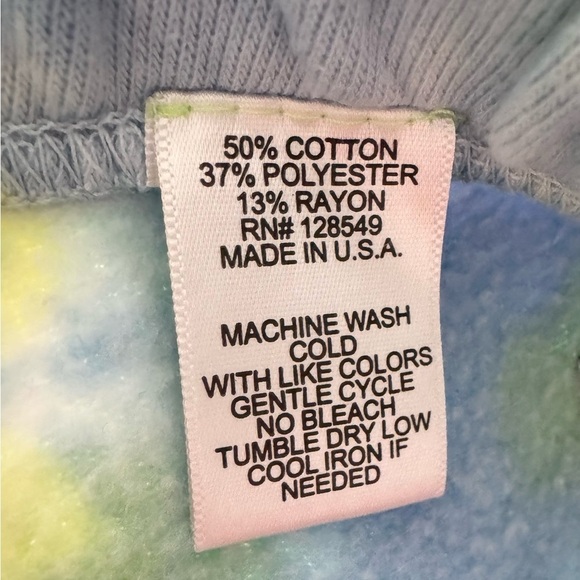 50% COTTON
37% POLYESTER
13% RAYON
RN# 128549
MADE IN U.S.A.
MACHINE WASH
COLD
WITH LIKE COLORS
GENTLE CYCLE
NO BLEACH
TUMBLE DRY LOW
COOL IRON IF
NEEDED